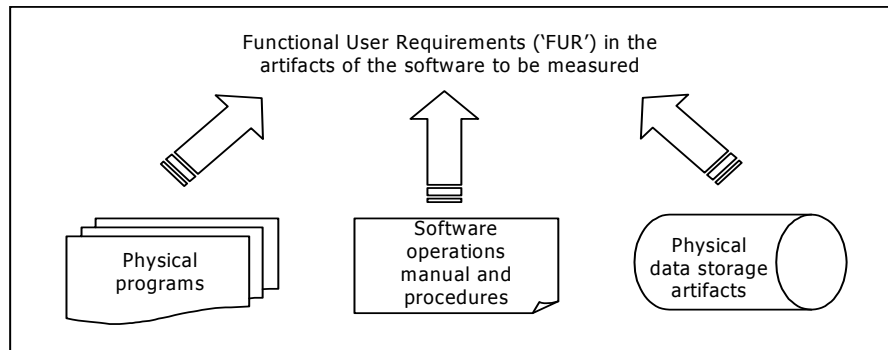 Functional User Requirements (‘FUR’) in the
artifacts of the software to be measured
Physical
programs
Software
operations
manual and
procedures
Physical
data storage
artifacts